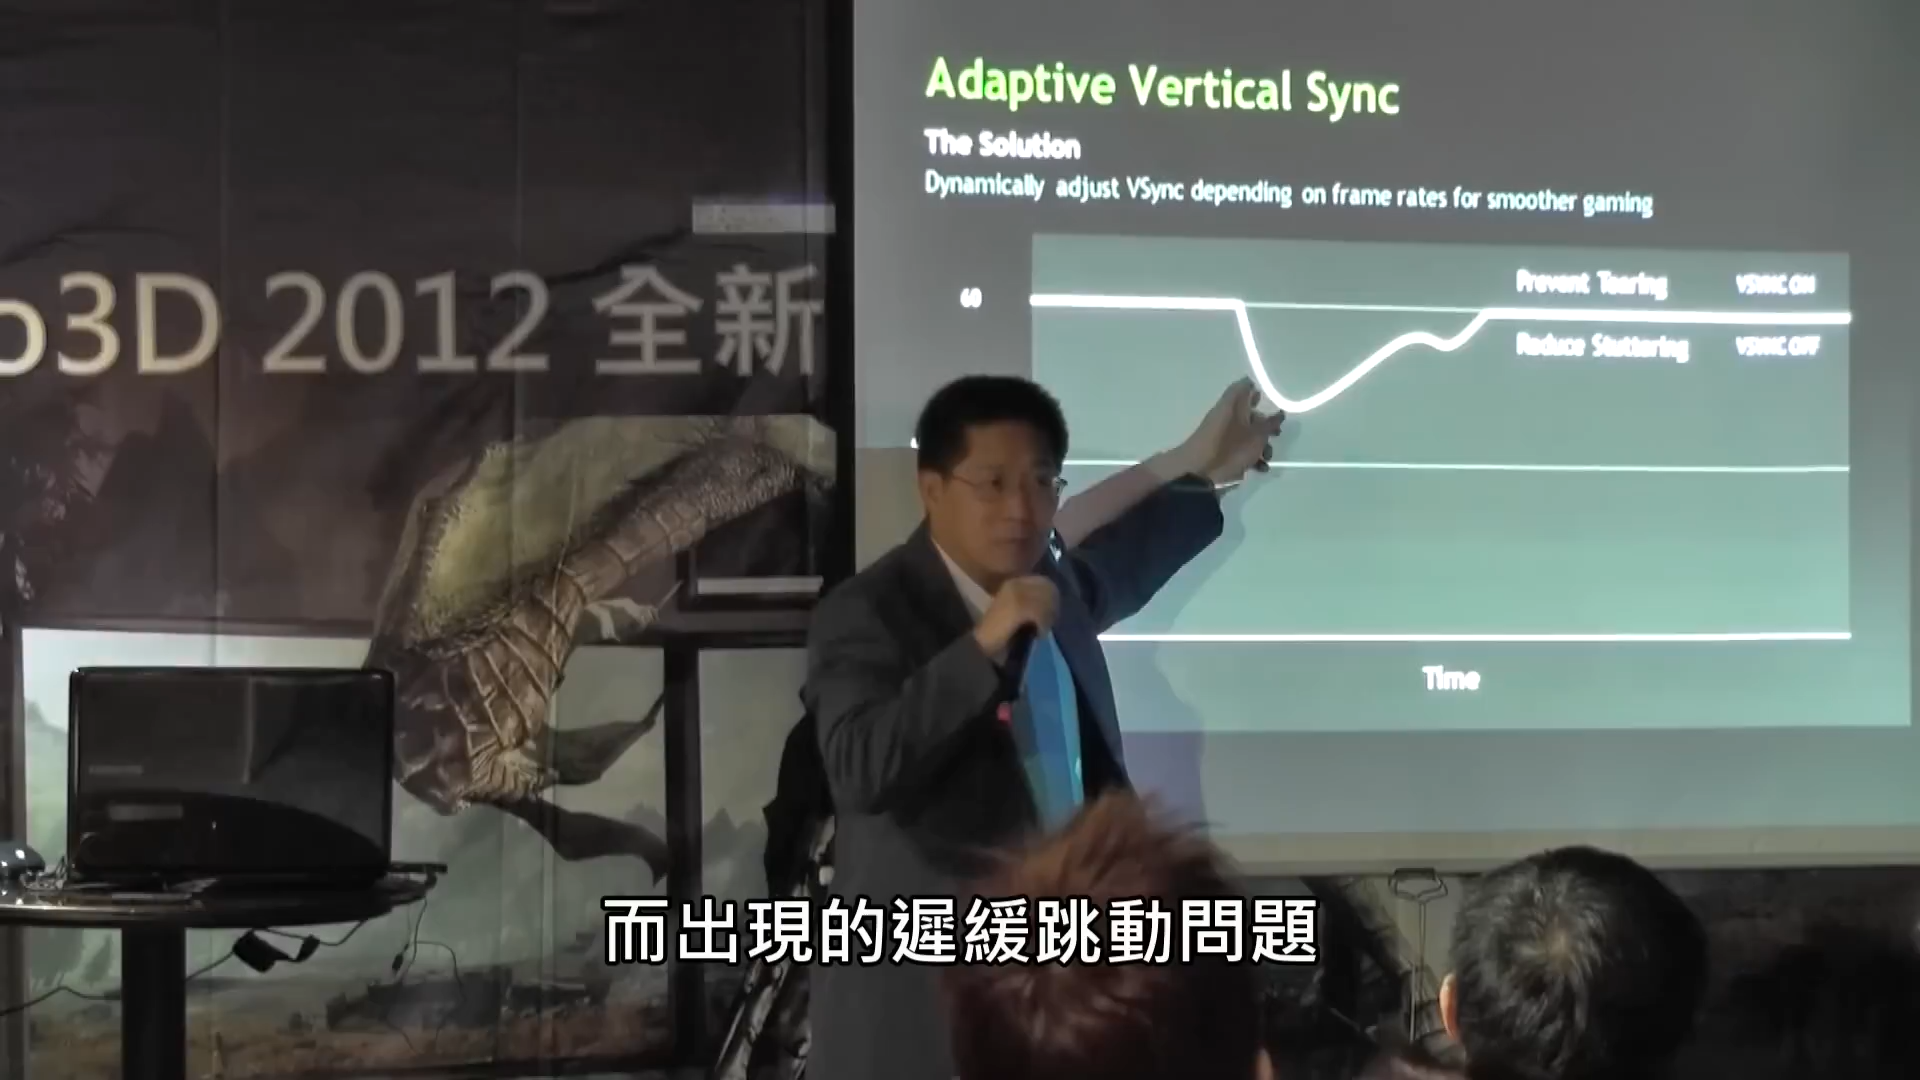 Adaptive Vertical Sync
The Solution
Dynamically adjust VSync depending on frame rates for smoother gaming
60
Prevent Tearing VSYNC ON
Reduce Stuttering VSYNC OFF
Time
o3D 2012 全新
而出現的遲緩跳動問題